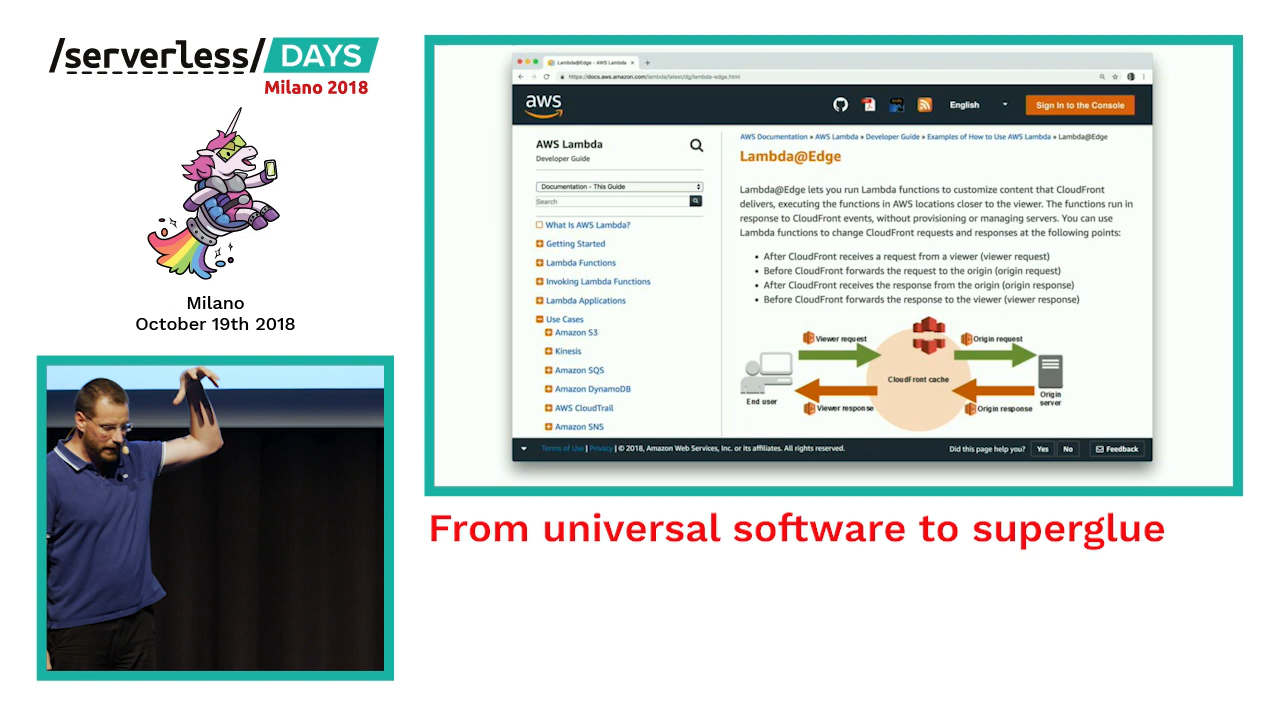 /serverless/ DAYS
Milano 2018
Milano
October 19th 2018
Lambda@Edge - AWS Lambda
https://docs.aws.amazon.com/lambda/latest/dg/lambda-edge.html
aws
English
Sign In to the Console
AWS Lambda
Developer Guide
Documentation - This Guide
Search
What Is AWS Lambda?
Getting Started
Lambda Functions
Invoking Lambda Functions
Lambda Applications
Use Cases
Amazon S3
Kinesis
Amazon SQS
Amazon DynamoDB
AWS CloudTrail
Amazon SNS
AWS Documentation » AWS Lambda » Developer Guide » Examples of How to Use AWS Lambda » Lambda@Edge
Lambda@Edge
Lambda@Edge lets you run Lambda functions to customize content that CloudFront
delivers, executing the functions in AWS locations closer to the viewer. The functions run in
response to CloudFront events, without provisioning or managing servers. You can use
Lambda functions to change CloudFront requests and responses at the following points:
• After CloudFront receives a request from a viewer (viewer request)
• Before CloudFront forwards the request to the origin (origin request)
• After CloudFront receives the response from the origin (origin response)
• Before CloudFront forwards the response to the viewer (viewer response)
Viewer request
Origin request
CloudFront cache
End user
Origin
server
Viewer response
Origin response
Terms of Use | Privacy | © 2018, Amazon Web Services, Inc. or its affiliates. All rights reserved.
Did this page help you? Yes No Feedback
From universal software to superglue